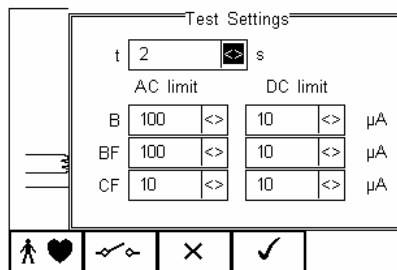 Test Settings
t 2 <> s
AC limit DC limit
B 100 <> 10 <> µA
BF 100 <> 10 <> µA
CF 10 <> 10 <> µA